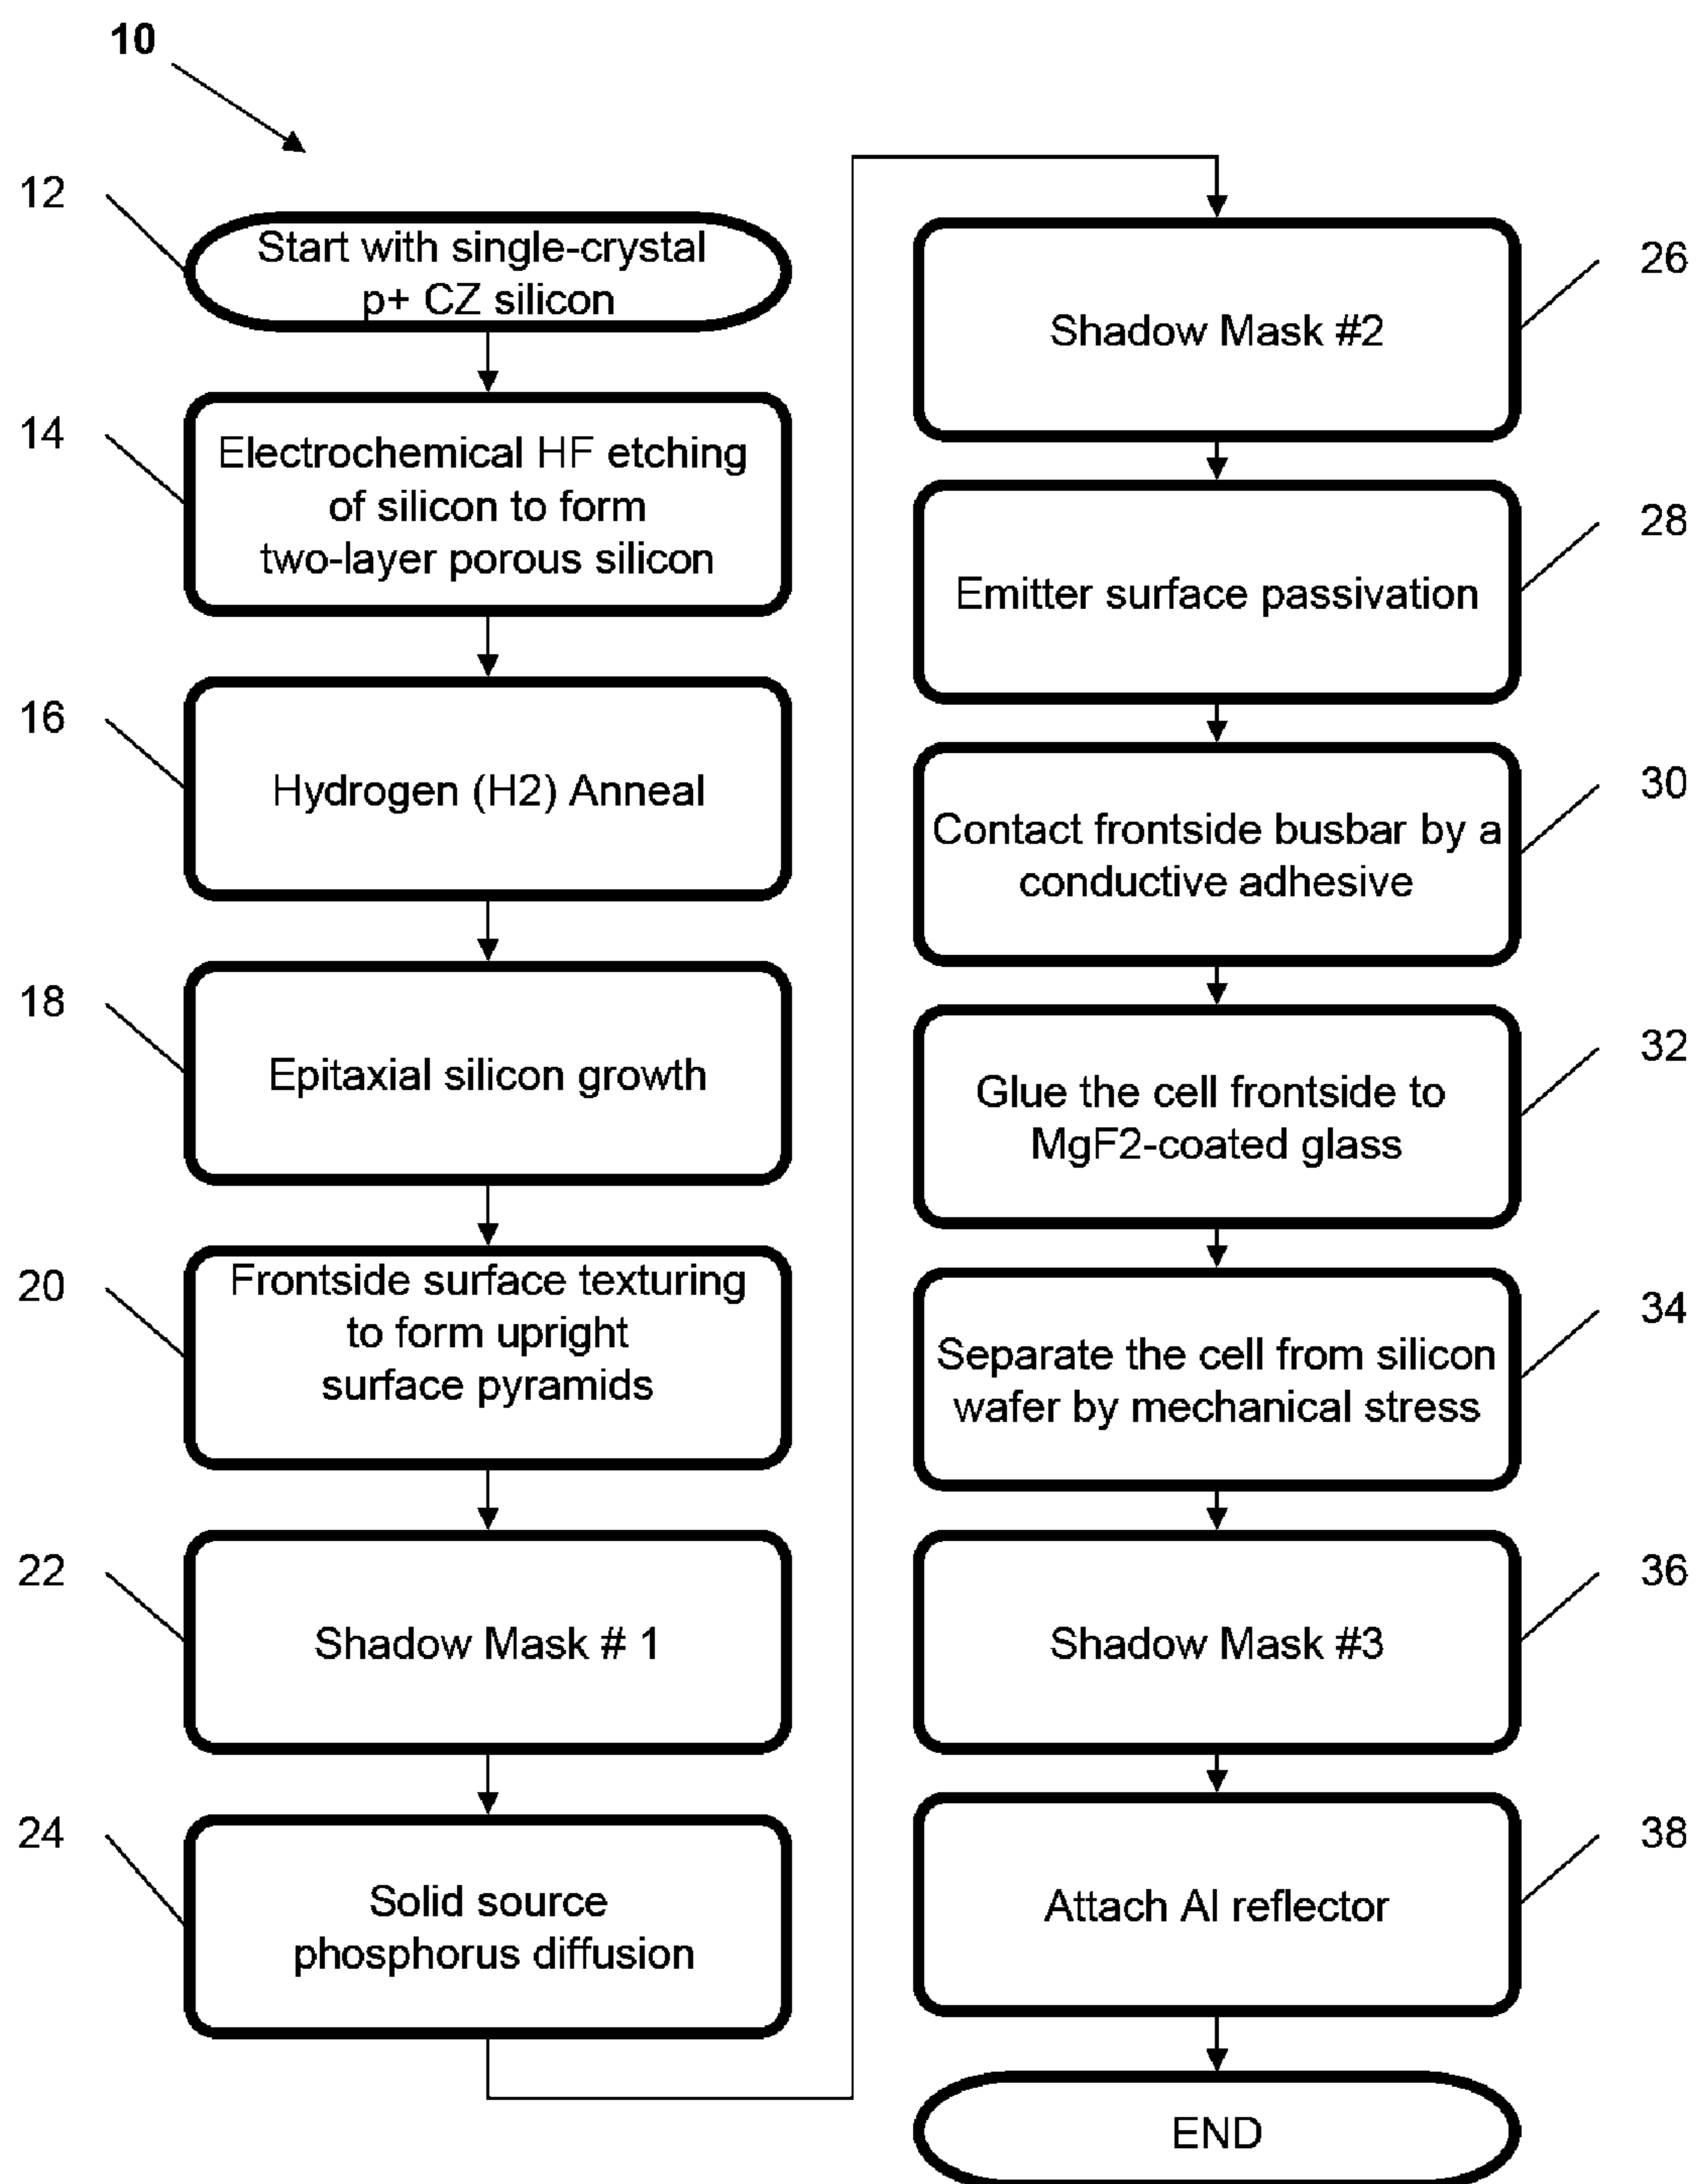 10
12
Start with single-crystal
p+ CZ silicon
14
Electrochemical HF etching
of silicon to form
two-layer porous silicon
16
Hydrogen (H2) Anneal
18
Epitaxial silicon growth
20
Frontside surface texturing
to form upright
surface pyramids
22
Shadow Mask # 1
24
Solid source
phosphorus diffusion
26
Shadow Mask #2
28
Emitter surface passivation
30
Contact frontside busbar by a
conductive adhesive
32
Glue the cell frontside to
MgF2-coated glass
34
Separate the cell from silicon
wafer by mechanical stress
36
Shadow Mask #3
38
Attach Al reflector
END